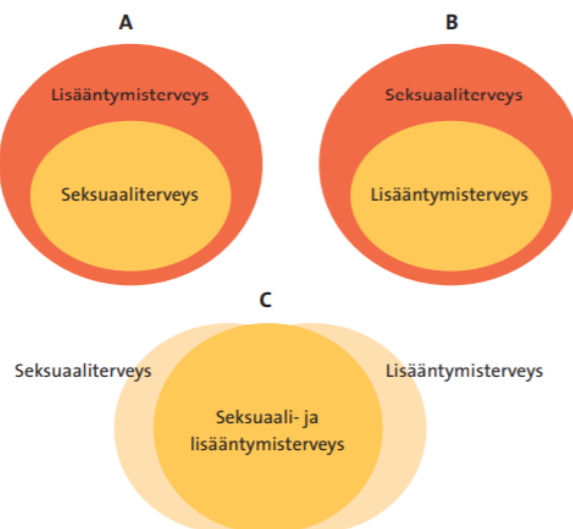 A
B
Lisääntymisterveys
Seksuaaliterveys
Seksuaaliterveys
Lisääntymisterveys
C
Seksuaaliterveys
Lisääntymisterveys
Seksuaali- ja
lisääntymisterveys